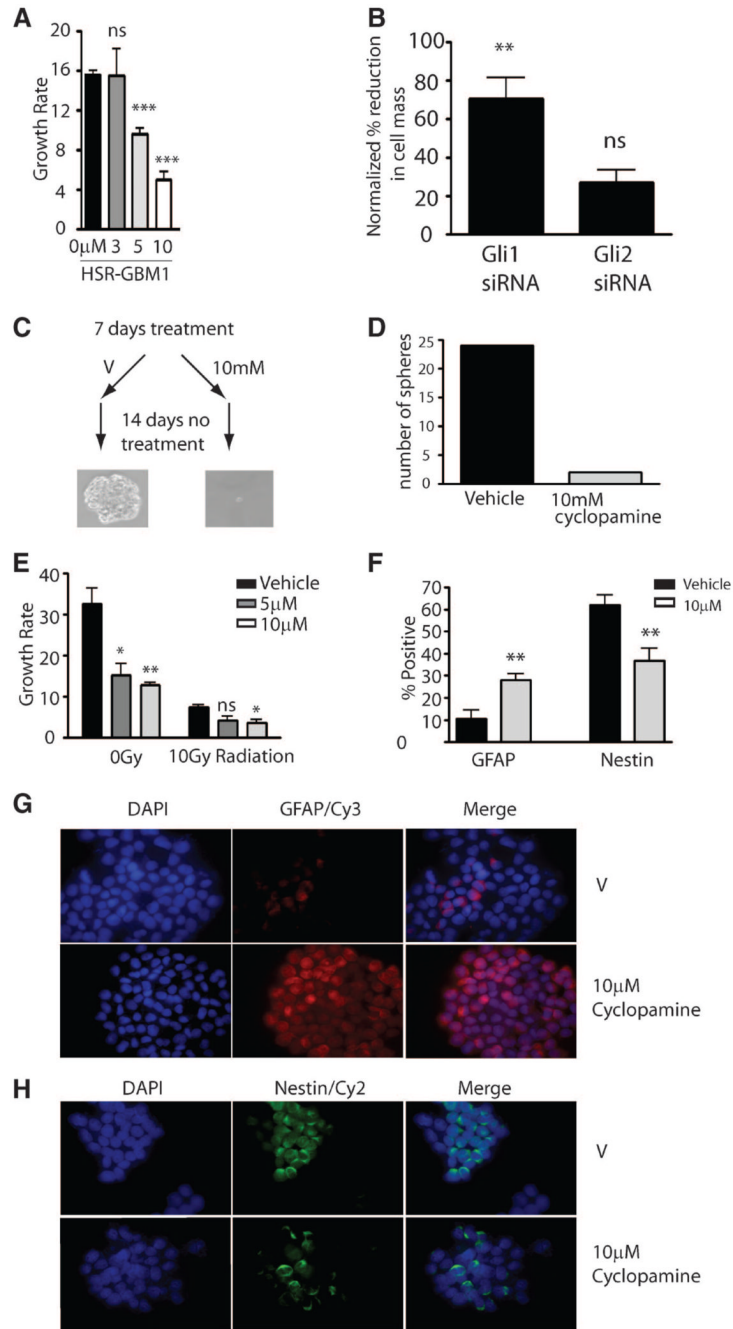 A
ns
***
***
Growth Rate
20
16
12
8
4
0
0μM 3 5 10
HSR-GBM1
B
**
ns
Normalized % reduction
in cell mass
100
80
60
40
20
0
Gli1
siRNA
Gli2
siRNA
C
7 days treatment
V
10mM
14 days no
treatment
D
number of spheres
25
20
15
10
5
0
Vehicle
10mM
cyclopamine
E
Growth Rate
40
30
20
10
0
Vehicle
5μM
10μM
*
**
ns
*
0Gy
10Gy Radiation
F
% Positive
70
60
50
40
30
20
10
0
Vehicle
10μM
**
**
GFAP
Nestin
G
DAPI
GFAP/Cy3
Merge
V
10μM
Cyclopamine
H
DAPI
Nestin/Cy2
Merge
V
10μM
Cyclopamine